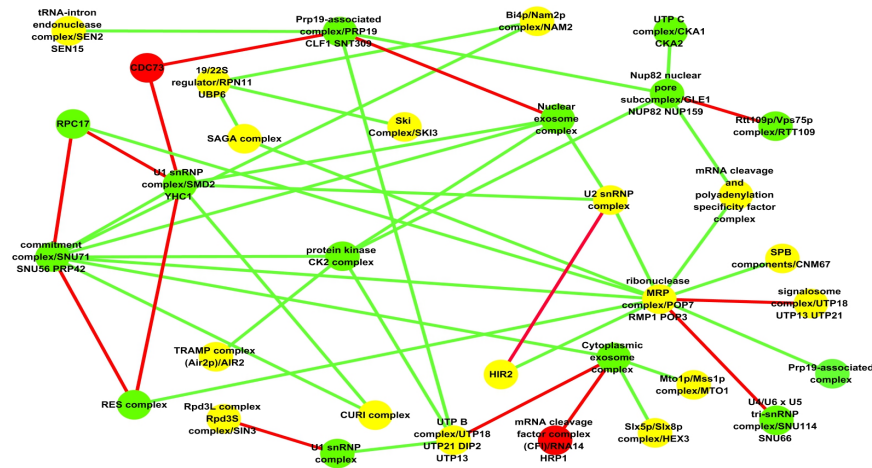 tRNA-intron
endonuclease
complex/SEN2
SEN15
Prp19-associated
complex/PRP19
CLF1 SNT309
Bi4p/Nam2p
complex/NAM2
UTP C
complex/CKA1
CKA2
CDC73
19/22S
regulator/RPN11
UBP6
Nup82 nuclear
pore
subcomplex/GLE1
NUP82 NUP159
RPC17
SAGA complex
Ski
Complex/SKI3
Nuclear
exosome
complex
Rtt109p/Vps75p
complex/RTT109
U1 snRNP
complex/SMD2
YHC1
U2 snRNP
complex
mRNA cleavage
and
polyadenylation
specificity factor
complex
commitment
complex/SNU71
SNU56 PRP42
protein kinase
CK2 complex
SPB
components/CNM67
ribonuclease
MRP
complex/POP7
RMP1 POP3
signalosome
complex/UTP18
UTP13 UTP21
TRAMP complex
(Air2p)/AIR2
HIR2
Cytoplasmic
exosome
complex
Prp19-associated
complex
Mto1p/Mss1p
complex/MTO1
RES complex
Rpd3L complex
Rpd3S
complex/SIN3
CURI complex
UTP B
complex/UTP18
UTP21 DIP2
UTP13
mRNA cleavage
factor complex
(CFI)/RNA14
HRP1
Slx5p/Slx8p
complex/HEX3
U4/U6 x U5
tri-snRNP
complex/SNU114
SNU66
U1 snRNP
complex